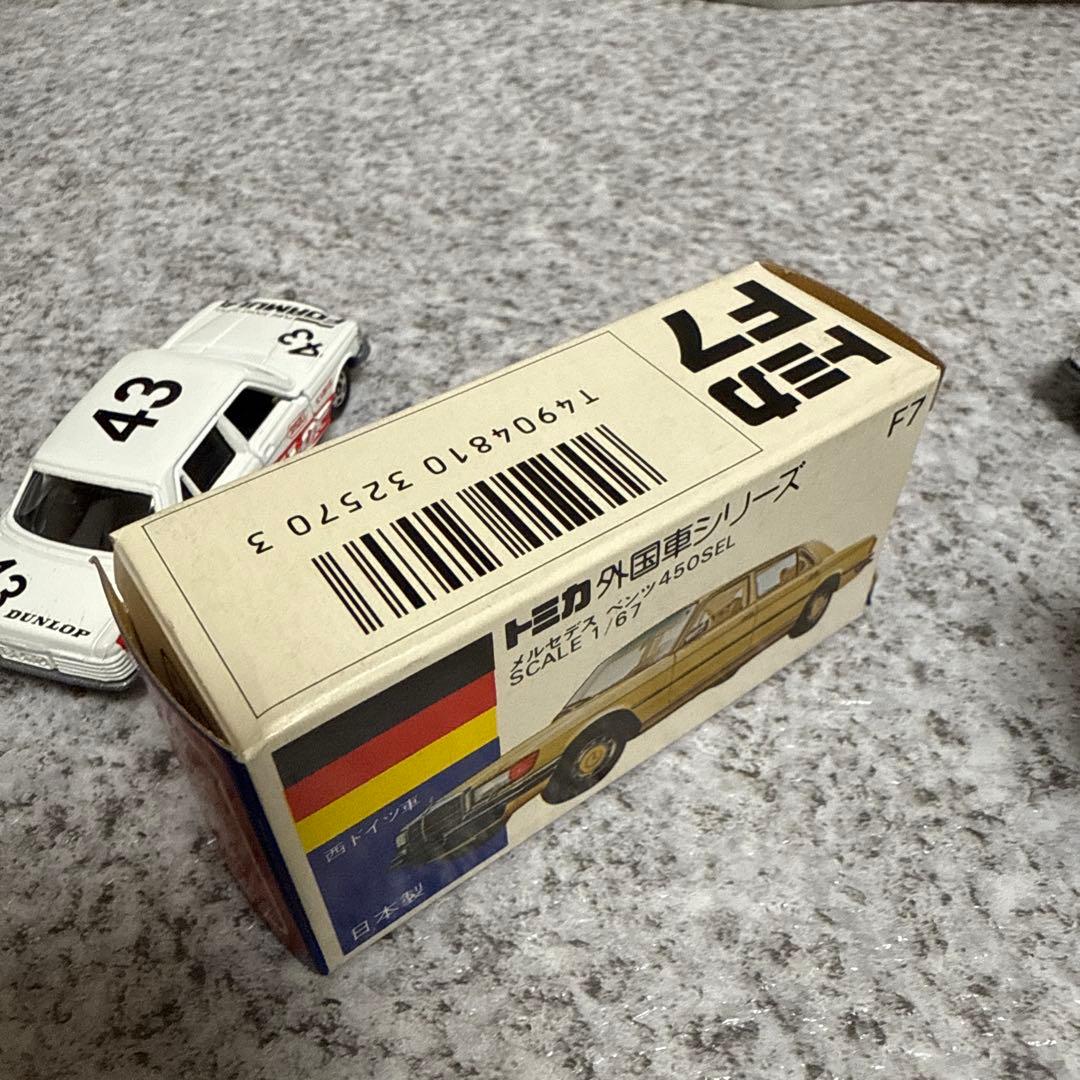 トミカ
F7
T4904810 32570 3
F7
トミカ 外国車シリーズ
メルセデス ベンツ450SEL
SCALE 1/67
西ドイツ車
日本製
FORMULA
43
43
43
DUNLOP